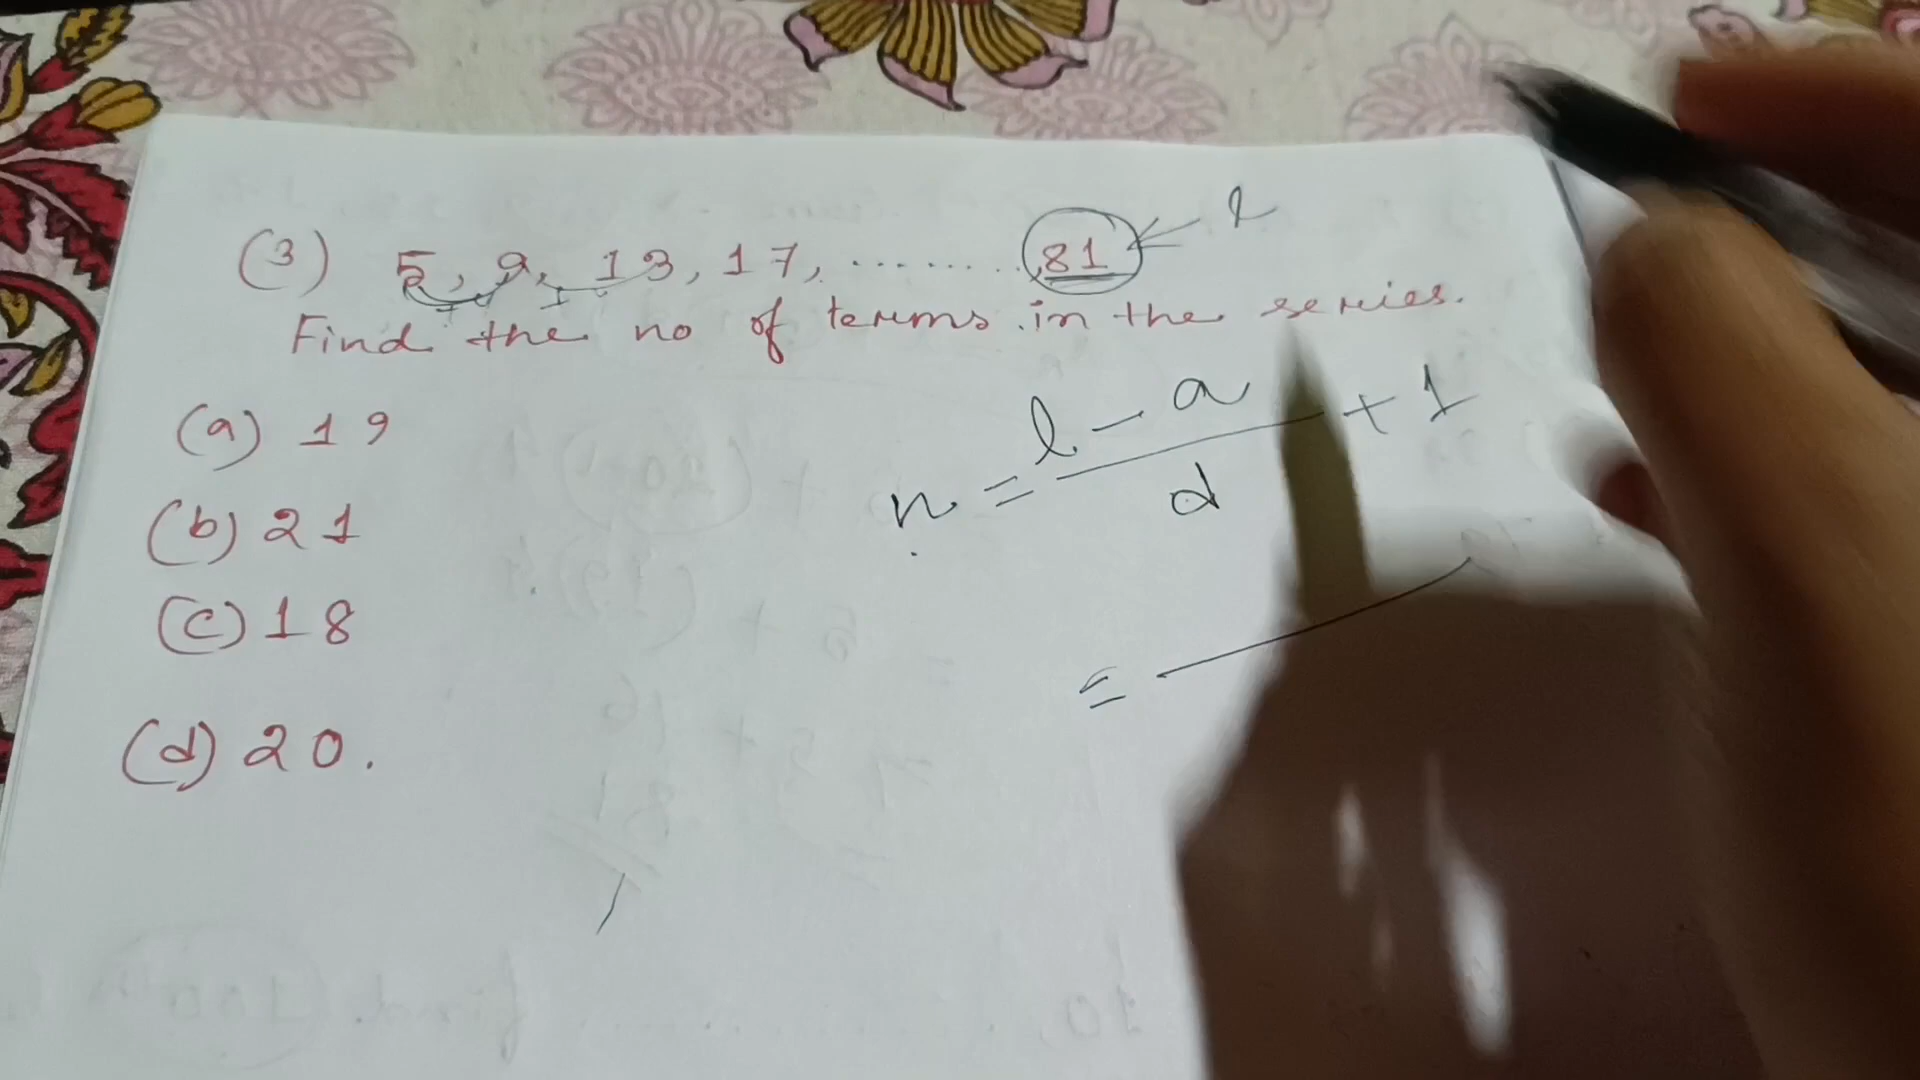 (3) 5, 9, 13, 17, ........, 81 ← l
Find the no of terms in the series.
(a) 19
(b) 21
(c) 18
(d) 20.
n = l - a / d + 1
=